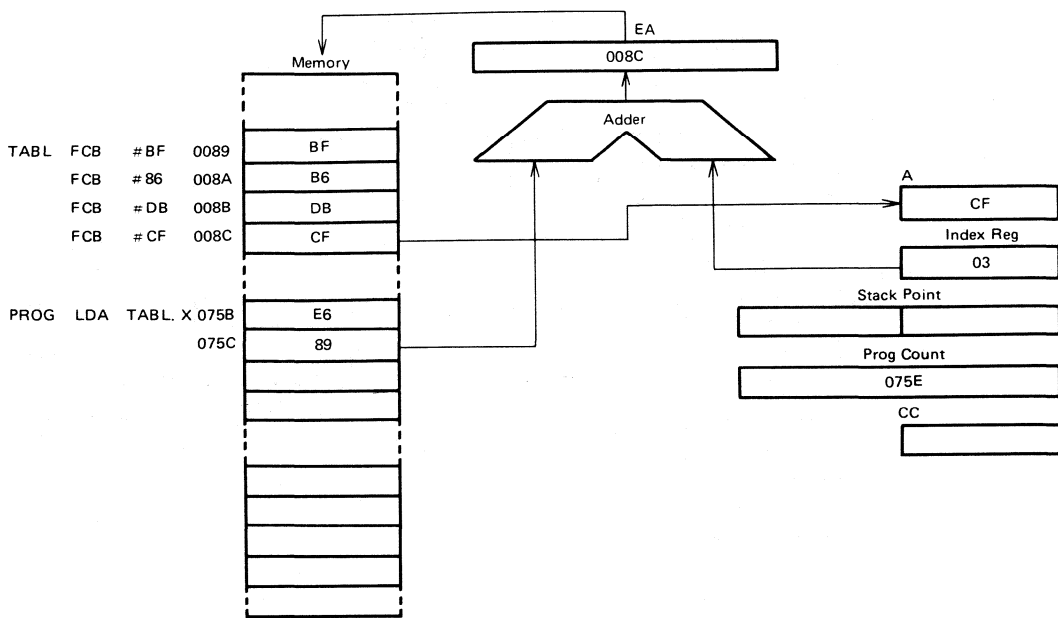 EA
008C
Memory
Adder
TABL FCB #BF 0089 BF
FCB #86 008A B6
FCB #DB 008B DB
FCB #CF 008C CF
A
CF
Index Reg
03
PROG LDA TABL. X 075B E6
075C 89
Stack Point
Prog Count
075E
CC